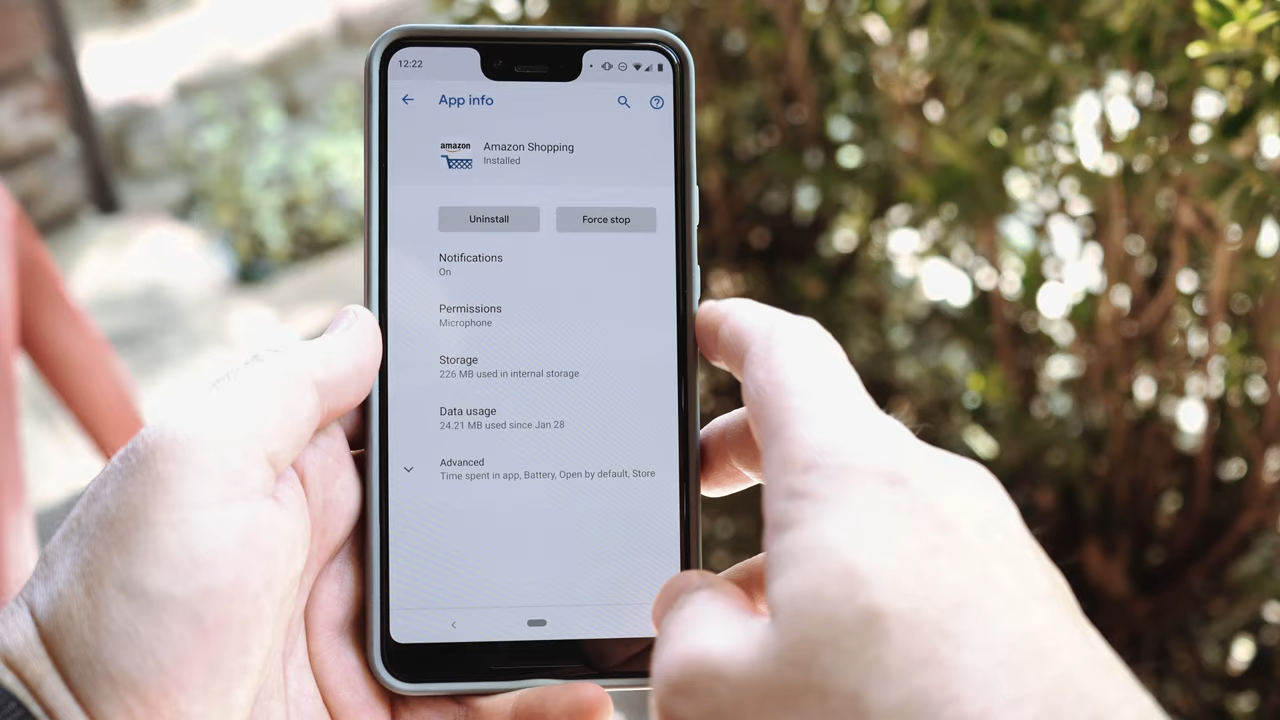 12:22
App info
amazon
Amazon Shopping
Installed
Uninstall
Force stop
Notifications
On
Permissions
Microphone
Storage
226 MB used in internal storage
Data usage
24.21 MB used since Jan 28
Advanced
Time spent in app, Battery, Open by default, Store